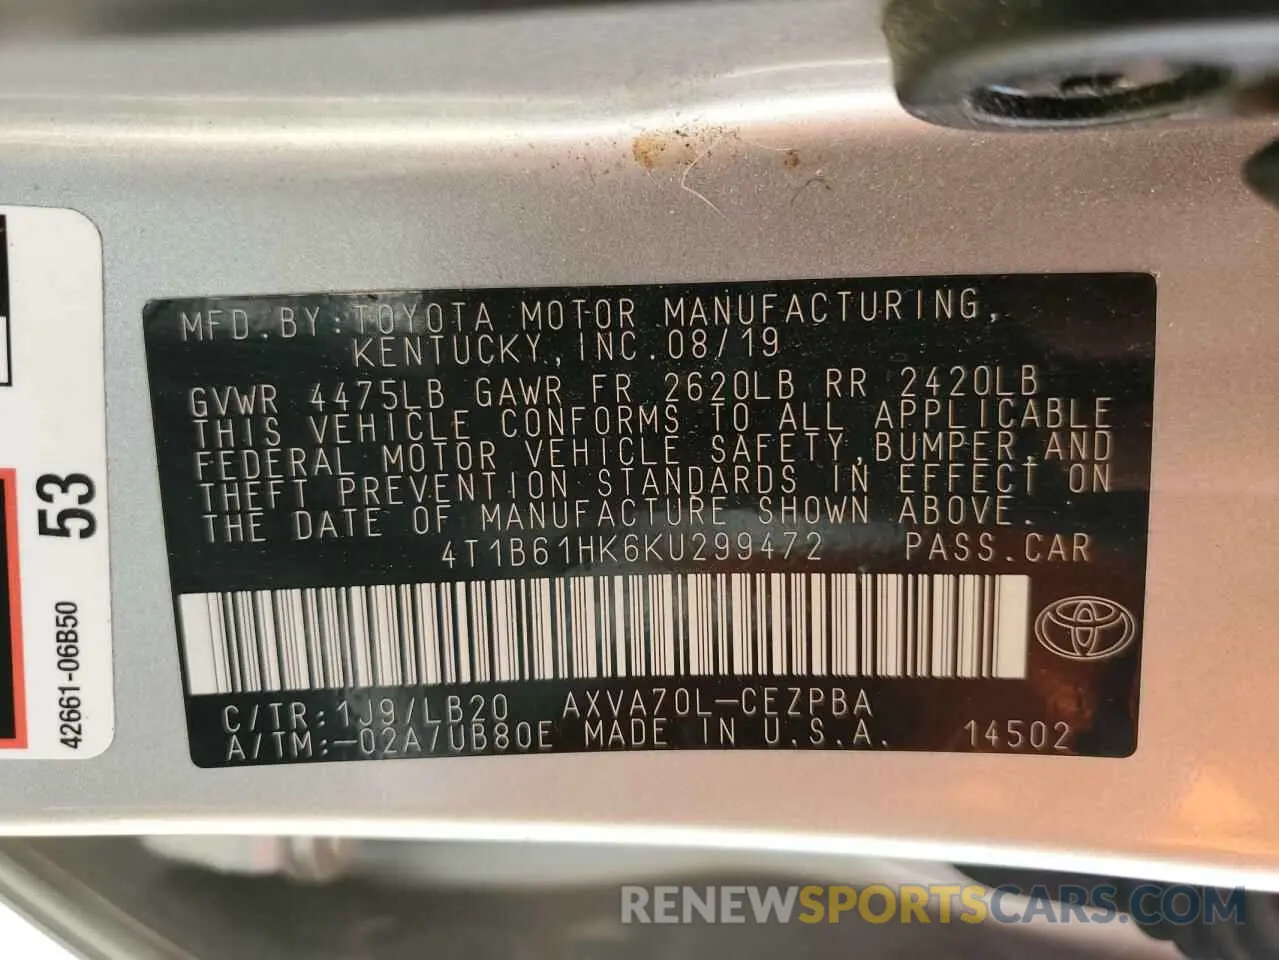 MFD.BY:TOYOTA MOTOR MANUFACTURING,
KENTUCKY, INC. 08/19
GVWR 4475LB GAWR FR 2620LB RR 2420LB
THIS VEHICLE CONFORMS TO ALL APPLICABLE
FEDERAL MOTOR VEHICLE SAFETY, BUMPER, AND
THEFT PREVENTION STANDARDS IN EFFECT ON
THE DATE OF MANUFACTURE SHOWN ABOVE.
4T1B61HK6KU299472 PASS.CAR
C/TR:1J9/LB20 AXVA70L-CEZPBA
A/TM:-02A/UB80E MADE IN U.S.A. 14502
53
42661-06B50
RENEWSPORTSCARS.COM